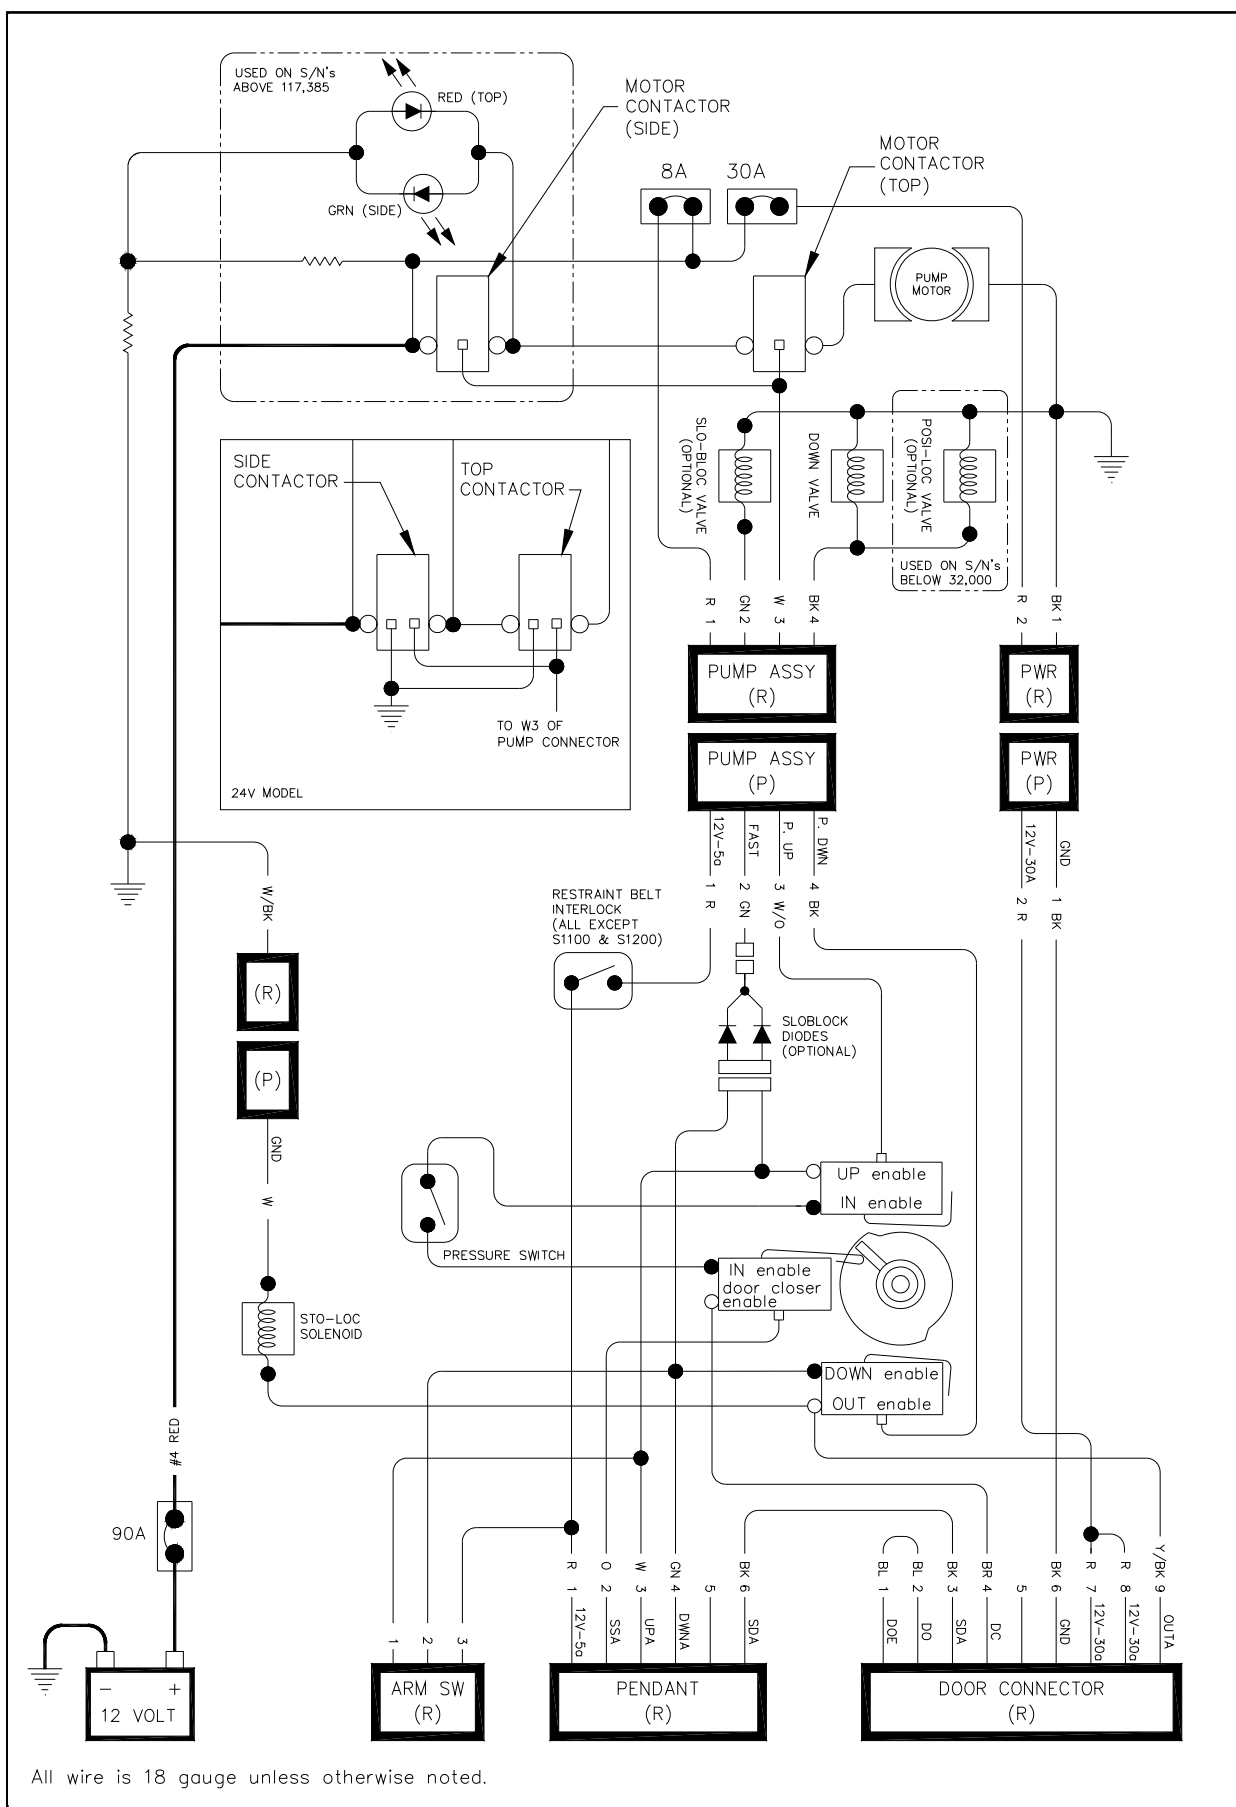 USED ON S/N's
ABOVE 117,385
RED (TOP)
GRN (SIDE)
MOTOR
CONTACTOR
(SIDE)
8A
30A
MOTOR
CONTACTOR
(TOP)
PUMP
MOTOR
SLO-BLOC VALVE
(OPTIONAL)
DOWN VALVE
POSI-LOC VALVE
(OPTIONAL)
USED ON S/N's
BELOW 32,000
SIDE
CONTACTOR
TOP
CONTACTOR
TO W3 OF
PUMP CONNECTOR
24V MODEL
R 1
GN 2
W 3
BK 4
R 2
BK 1
PUMP ASSY
(R)
PWR
(R)
PUMP ASSY
(P)
PWR
(P)
12V-5a
1 R
FAST
2 GN
P. UP
3 W/O
P. DWN
4 BK
12V-30A
2 R
GND
1 BK
W/BK
(R)
(P)
GND
W
RESTRAINT BELT
INTERLOCK
(ALL EXCEPT
S1100 & S1200)
SLOBLOCK
DIODES
(OPTIONAL)
UP enable
IN enable
PRESSURE SWITCH
IN enable
door closer
enable
STO-LOC
SOLENOID
DOWN enable
OUT enable
#4 RED
90A
- +
12 VOLT
1
2
3
ARM SW
(R)
R 1 12V-5a
O 2 SSA
W 3 UPA
GN 4 DWNA
5
BK 6 SDA
PENDANT
(R)
BL 1 DOE
BL 2 DO
BK 3 SDA
BR 4 DC
5
BK 6 GND
R 7 12V-30a
R 8 12V-30a
Y/BK 9 OUTA
DOOR CONNECTOR
(R)
All wire is 18 gauge unless otherwise noted.